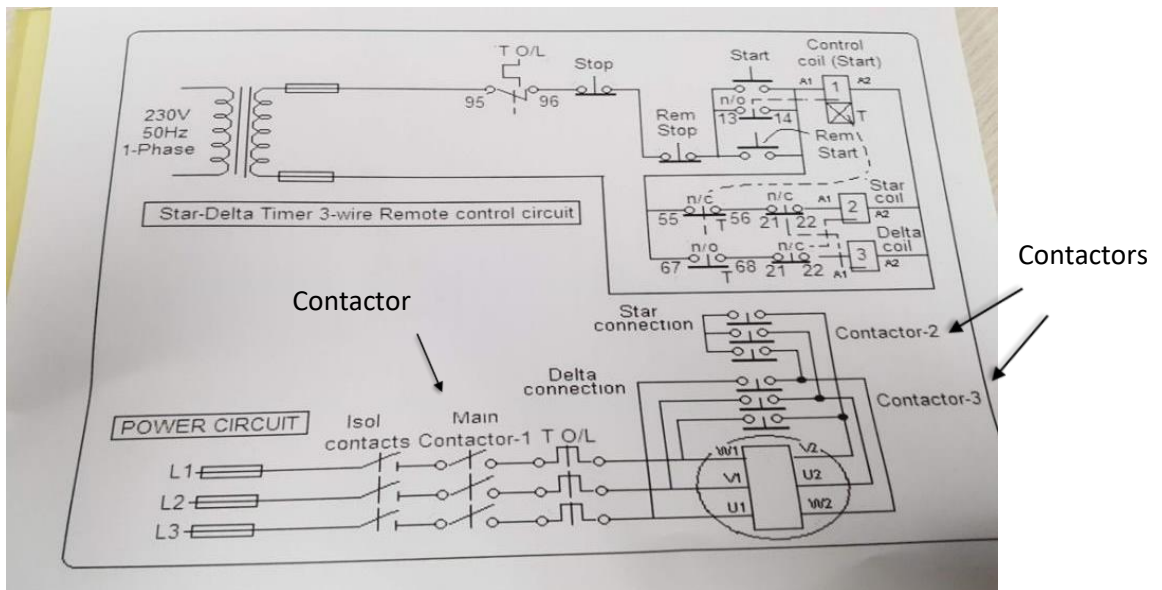 T O/L
Stop
Start
Control
coil (Start)
95
96
A1
1
A2
230V
50Hz
1-Phase
n/o
13
14
T
Rem
Stop
Rem
Start
Star-Delta Timer 3-wire Remote control circuit
n/c
55
T
56
n/c
21
22
A1
2
A2
Star
coil
n/o
67
T
68
n/c
21
22
A1
3
A2
Delta
coil
Contactors
Contactor
Star
connection
Contactor-2
Delta
connection
Contactor-3
POWER CIRCUIT
Isol
contacts
Main
Contactor-1
T O/L
L1
L2
L3
W1
V1
U1
V2
U2
W2